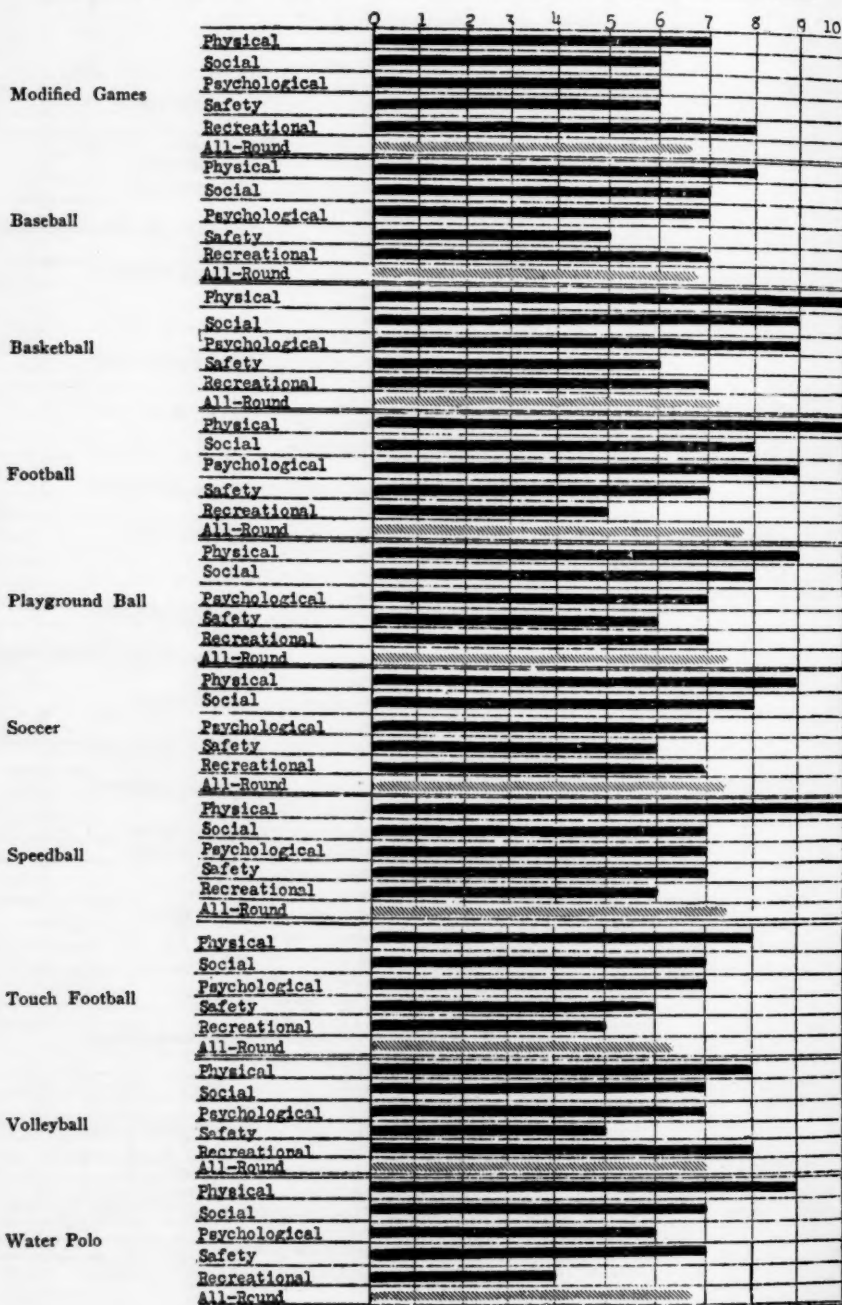 0 1 2 3 4 5 6 7 8 9 10
Physical
Social
Modified Games
Psychological
Safety
Recreational
All-Round
Physical
Social
Baseball
Psychological
Safety
Recreational
All-Round
Physical
Social
Basketball
Psychological
Safety
Recreational
All-Round
Physical
Social
Football
Psychological
Safety
Recreational
All-Round
Physical
Social
Playground Ball
Psychological
Safety
Recreational
All-Round
Physical
Social
Soccer
Psychological
Safety
Recreational
All-Round
Physical
Social
Speedball
Psychological
Safety
Recreational
All-Round
Physical
Social
Psychological
Touch Football
Safety
Recreational
All-Round
Physical
Social
Psychological
Volleyball
Safety
Recreational
All-Round
Physical
Social
Psychological
Water Polo
Safety
Recreational
All-Round